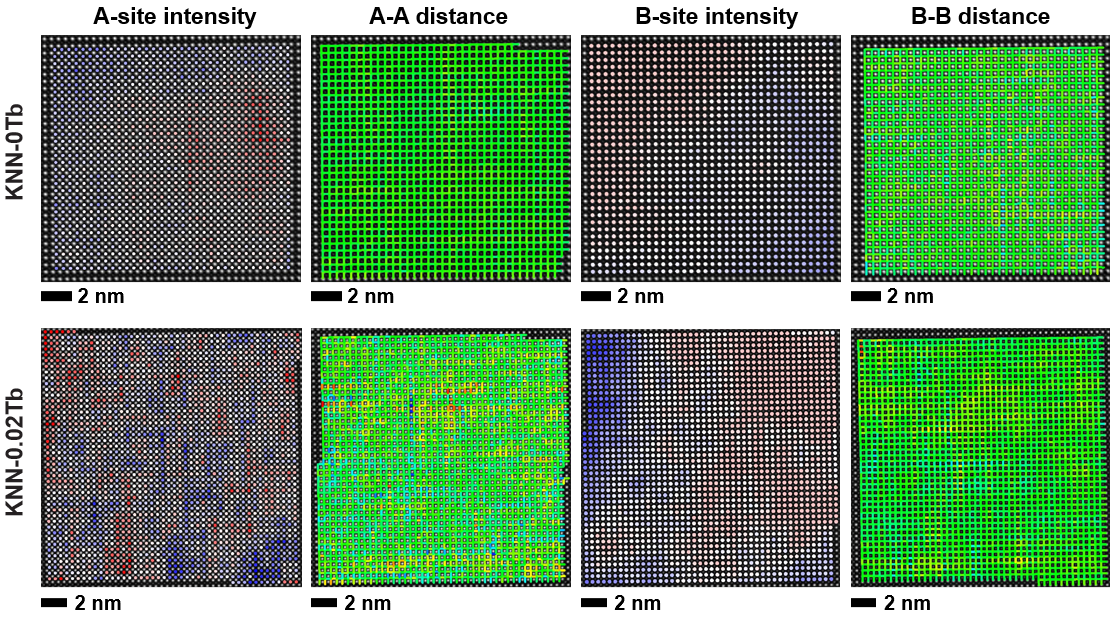 A-site intensity
A-A distance
B-site intensity
B-B distance
KNN-0Tb
2 nm
2 nm
2 nm
2 nm
KNN-0.02Tb
2 nm
2 nm
2 nm
2 nm